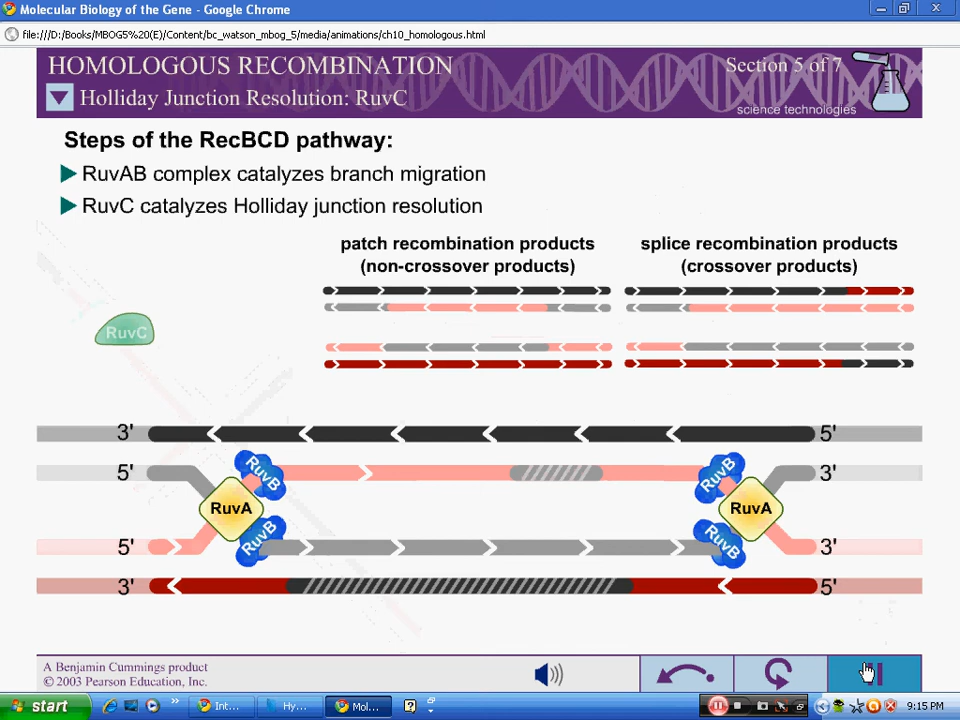 Molecular Biology of the Gene - Google Chrome
file:///D:/Books/MBOG5%20(E)/Content/bc_watson_mbog_5/media/animations/ch10_homologous.html
HOMOLOGOUS RECOMBINATION
Section 5 of 7
Holliday Junction Resolution: RuvC
science technologies
Steps of the RecBCD pathway:
RuvAB complex catalyzes branch migration
RuvC catalyzes Holliday junction resolution
patch recombination products
(non-crossover products)
splice recombination products
(crossover products)
RuvC
3' 5'
5' RuvB RuvB 3'
RuvA RuvA
5' RuvB RuvB 3'
3' 5'
A Benjamin Cummings product
© 2003 Pearson Education, Inc.
start
Int...
Hy...
Mol...
9:15 PM